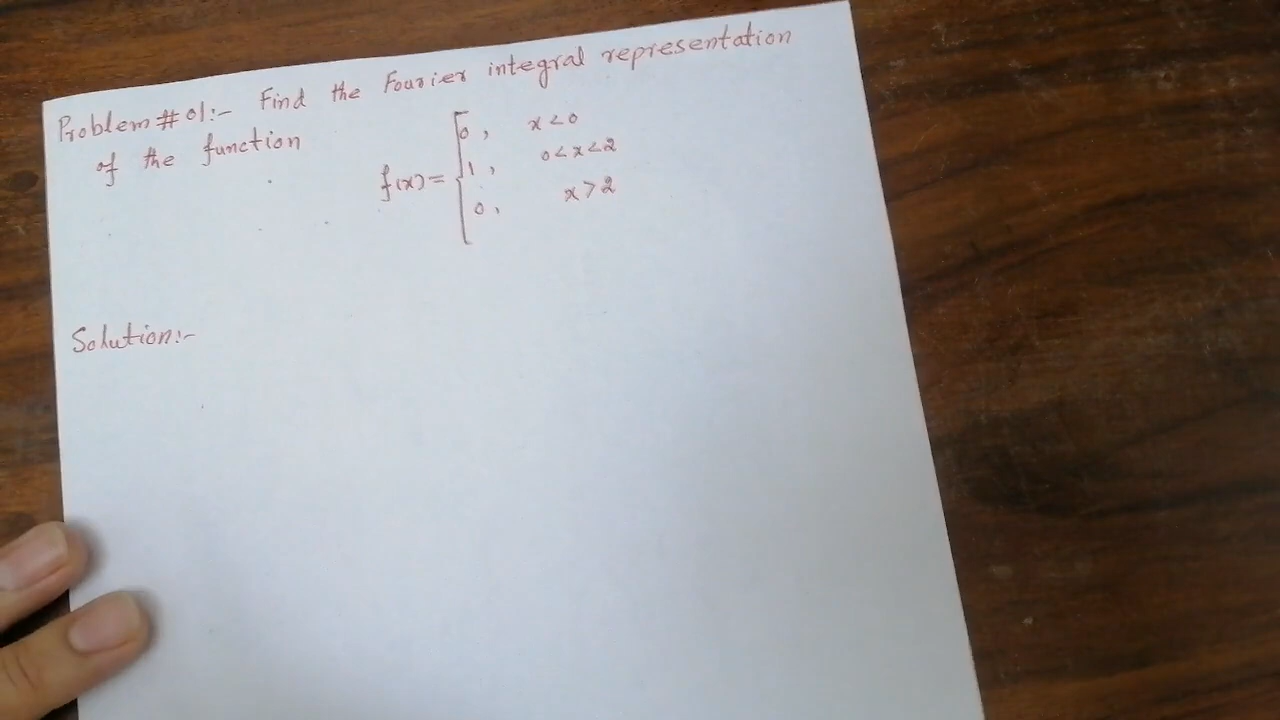 Problem # 01:- Find the Fourier integral representation
of the function
f(x) = [0, x<0
1, 0<x<2
0, x>2
Solution:-